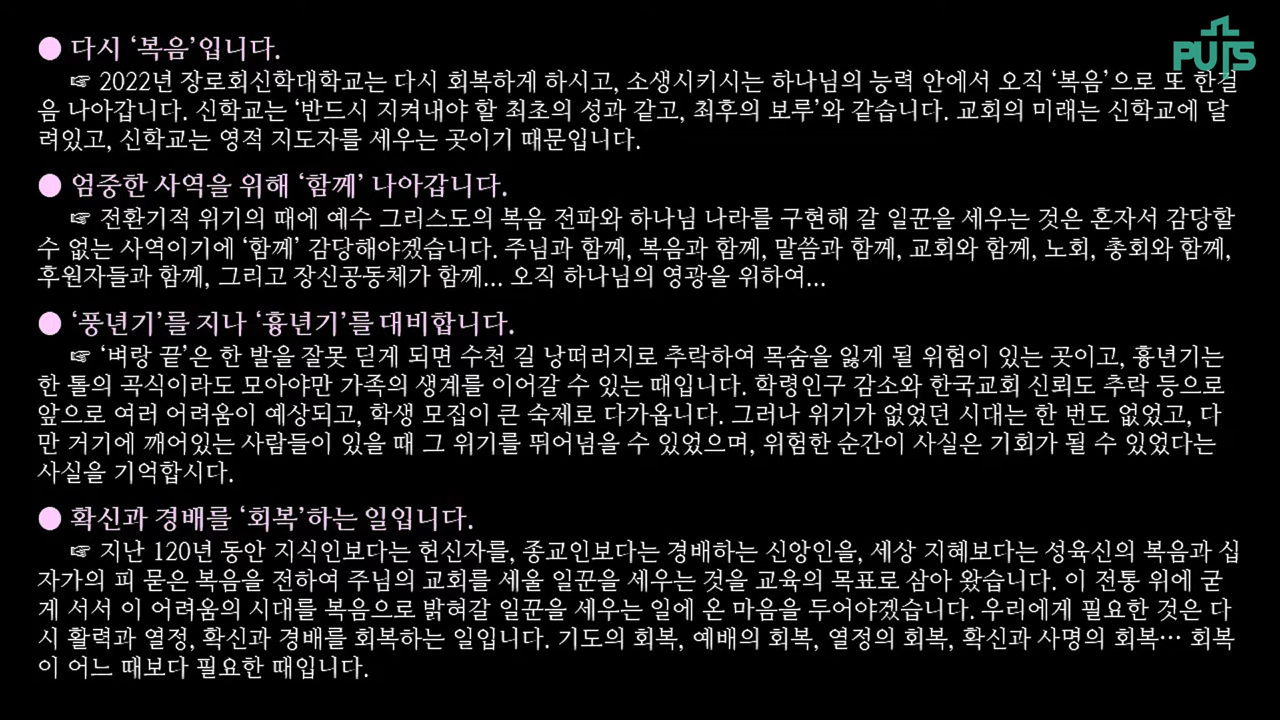 PUTS
● 다시 ‘복음’입니다.
☞ 2022년 장로회신학대학교는 다시 회복하게 하시고, 소생시키시는 하나님의 능력 안에서 오직 ‘복음’으로 또 한걸
음 나아갑니다. 신학교는 ‘반드시 지켜내야 할 최초의 성과 같고, 최후의 보루’와 같습니다. 교회의 미래는 신학교에 달
려있고, 신학교는 영적 지도자를 세우는 곳이기 때문입니다.
● 엄중한 사역을 위해 ‘함께’ 나아갑니다.
☞ 전환기적 위기의 때에 예수 그리스도의 복음 전파와 하나님 나라를 구현해 갈 일꾼을 세우는 것은 혼자서 감당할
수 없는 사역이기에 ‘함께’ 감당해야겠습니다. 주님과 함께, 복음과 함께, 말씀과 함께, 교회와 함께, 노회, 총회와 함께,
후원자들과 함께, 그리고 장신공동체가 함께... 오직 하나님의 영광을 위하여...
● ‘풍년기’를 지나 ‘흉년기’를 대비합니다.
☞ ‘벼랑 끝’은 한 발을 잘못 딛게 되면 수천 길 낭떠러지로 추락하여 목숨을 잃게 될 위험이 있는 곳이고, 흉년기는
한 톨의 곡식이라도 모아야만 가족의 생계를 이어갈 수 있는 때입니다. 학령인구 감소와 한국교회 신뢰도 추락 등으로
앞으로 여러 어려움이 예상되고, 학생 모집이 큰 숙제로 다가옵니다. 그러나 위기가 없었던 시대는 한 번도 없었고, 다
만 거기에 깨어있는 사람들이 있을 때 그 위기를 뛰어넘을 수 있었으며, 위험한 순간이 사실은 기회가 될 수 있었다는
사실을 기억합시다.
● 확신과 경배를 ‘회복’하는 일입니다.
☞ 지난 120년 동안 지식인보다는 헌신자를, 종교인보다는 경배하는 신앙인을, 세상 지혜보다는 성육신의 복음과 십
자가의 피 묻은 복음을 전하여 주님의 교회를 세울 일꾼을 세우는 것을 교육의 목표로 삼아 왔습니다. 이 전통 위에 굳
게 서서 이 어려움의 시대를 복음으로 밝혀갈 일꾼을 세우는 일에 온 마음을 두어야겠습니다. 우리에게 필요한 것은 다
시 활력과 열정, 확신과 경배를 회복하는 일입니다. 기도의 회복, 예배의 회복, 열정의 회복, 확신과 사명의 회복⋯ 회복
이 어느 때보다 필요한 때입니다.